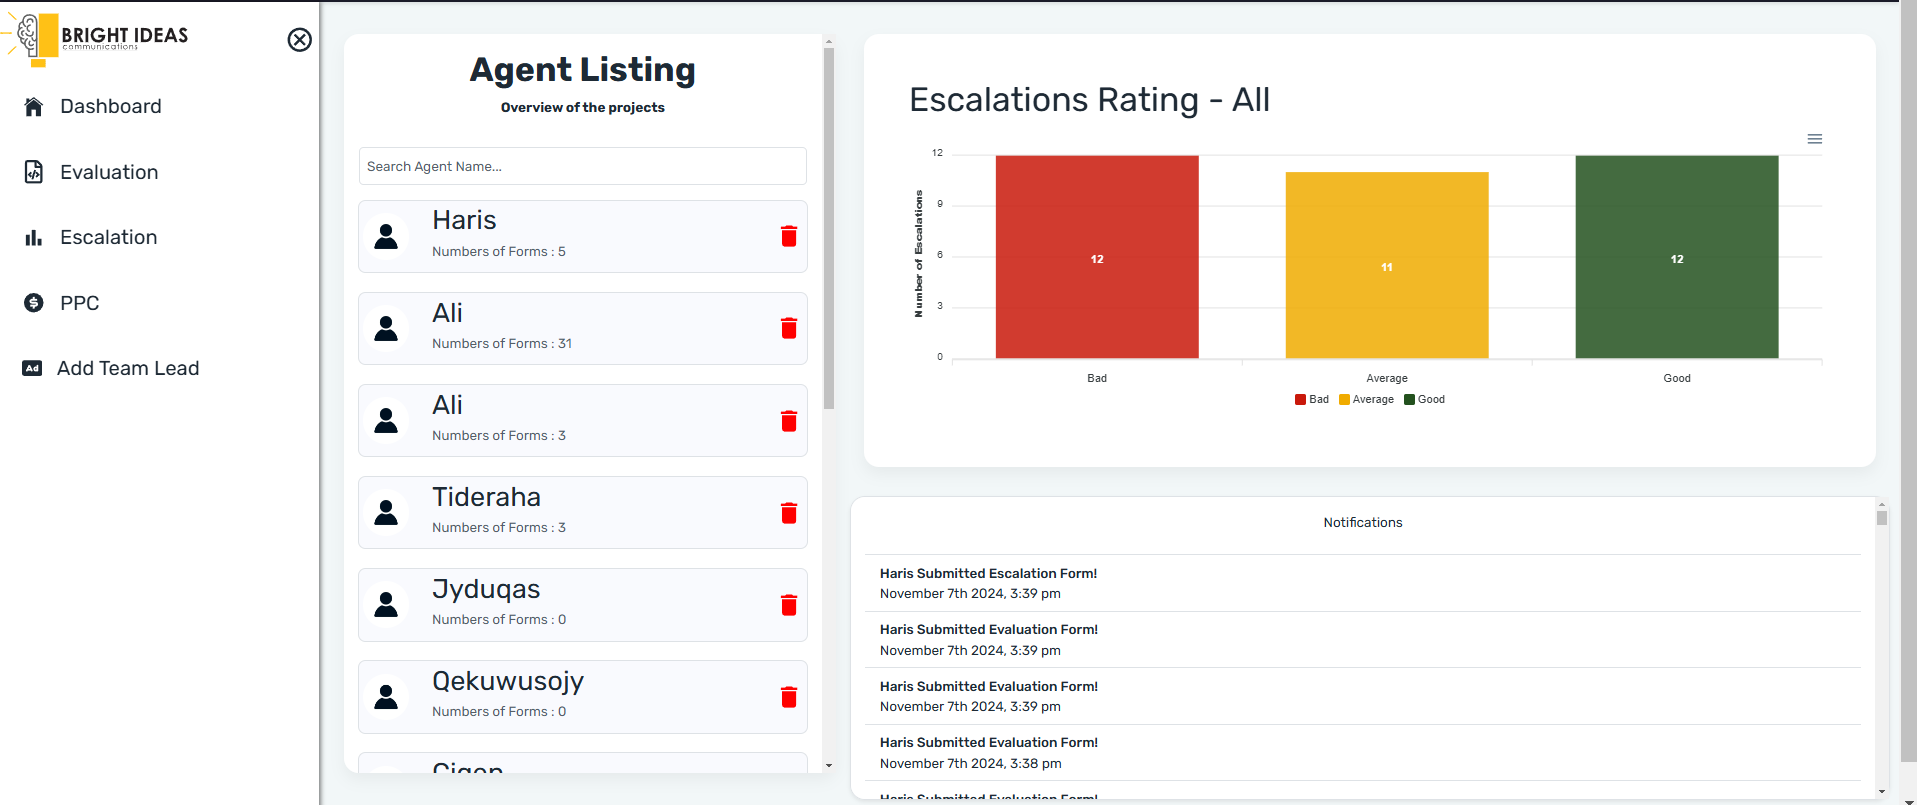 BRIGHT IDEAS
communications
Dashboard
Evaluation
Escalation
PPC
Ad Add Team Lead
Agent Listing
Overview of the projects
Search Agent Name...
Haris
Numbers of Forms : 5
Ali
Numbers of Forms : 31
Ali
Numbers of Forms : 3
Tideraha
Numbers of Forms : 3
Jyduqas
Numbers of Forms : 0
Qekuwusojy
Numbers of Forms : 0
Escalations Rating - All
Number of Escalations
12
9
6
3
0
12
11
12
Bad
Average
Good
Bad Average Good
Notifications
Haris Submitted Escalation Form!
November 7th 2024, 3:39 pm
Haris Submitted Evaluation Form!
November 7th 2024, 3:39 pm
Haris Submitted Evaluation Form!
November 7th 2024, 3:39 pm
Haris Submitted Evaluation Form!
November 7th 2024, 3:38 pm
Haris Submitted Evaluation Form!